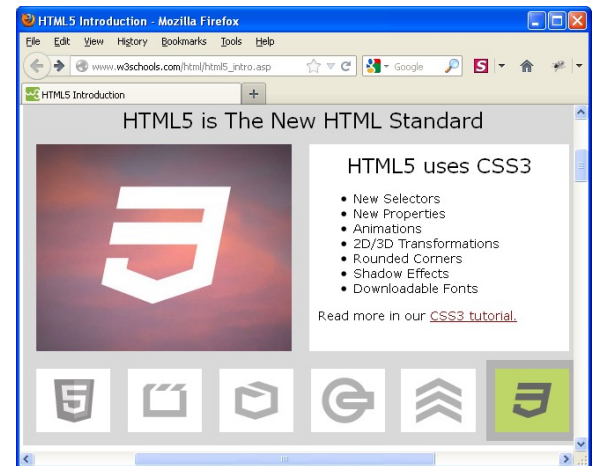 HTML5 Introduction - Mozilla Firefox
File Edit View History Bookmarks Tools Help
www.w3schools.com/html/html5_intro.asp
Google
S
HTML5 Introduction
HTML5 is The New HTML Standard
HTML5 uses CSS3
• New Selectors
• New Properties
• Animations
• 2D/3D Transformations
• Rounded Corners
• Shadow Effects
• Downloadable Fonts
Read more in our CSS3 tutorial.